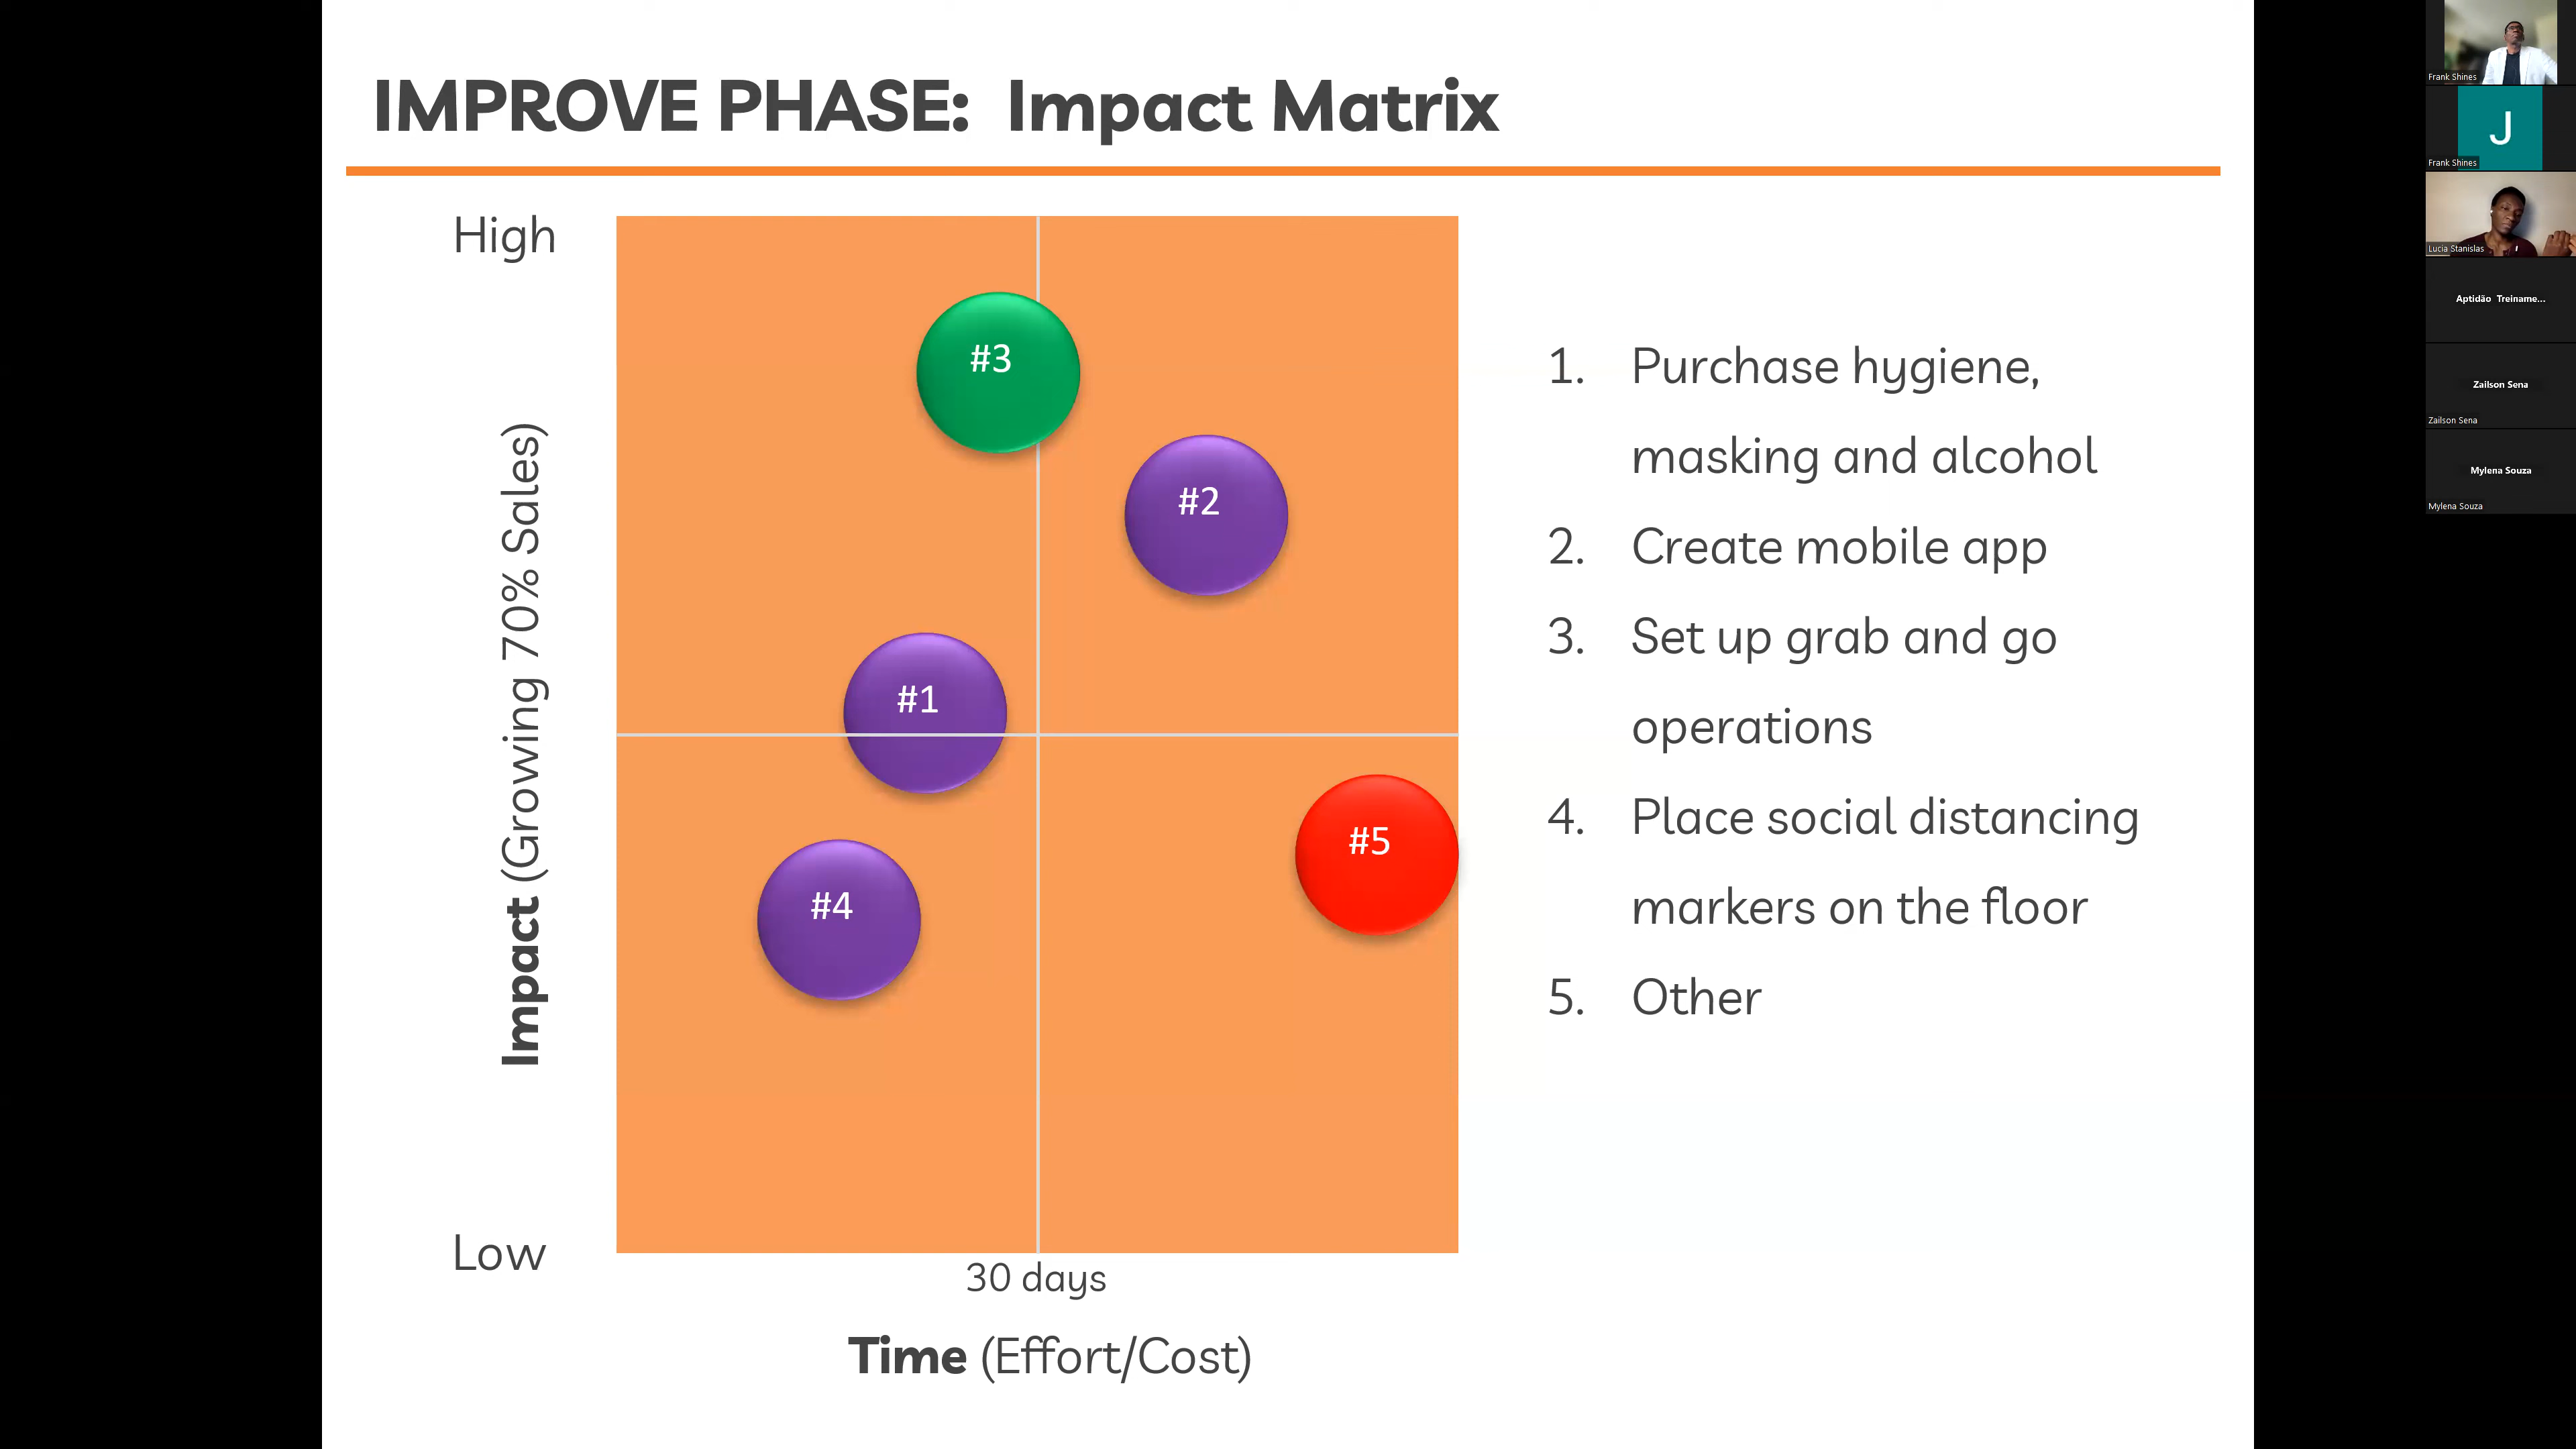 IMPROVE PHASE: Impact Matrix
High
Impact (Growing 70% Sales)
Low
#3
#2
#1
#5
#4
30 days
Time (Effort/Cost)
1. Purchase hygiene,
masking and alcohol
2. Create mobile app
3. Set up grab and go
operations
4. Place social distancing
markers on the floor
5. Other
Frank Shines
J
Frank Shines
Lucia Stanislas
Aptidão Treiname...
Zailson Sena
Zailson Sena
Mylena Souza
Mylena Souza